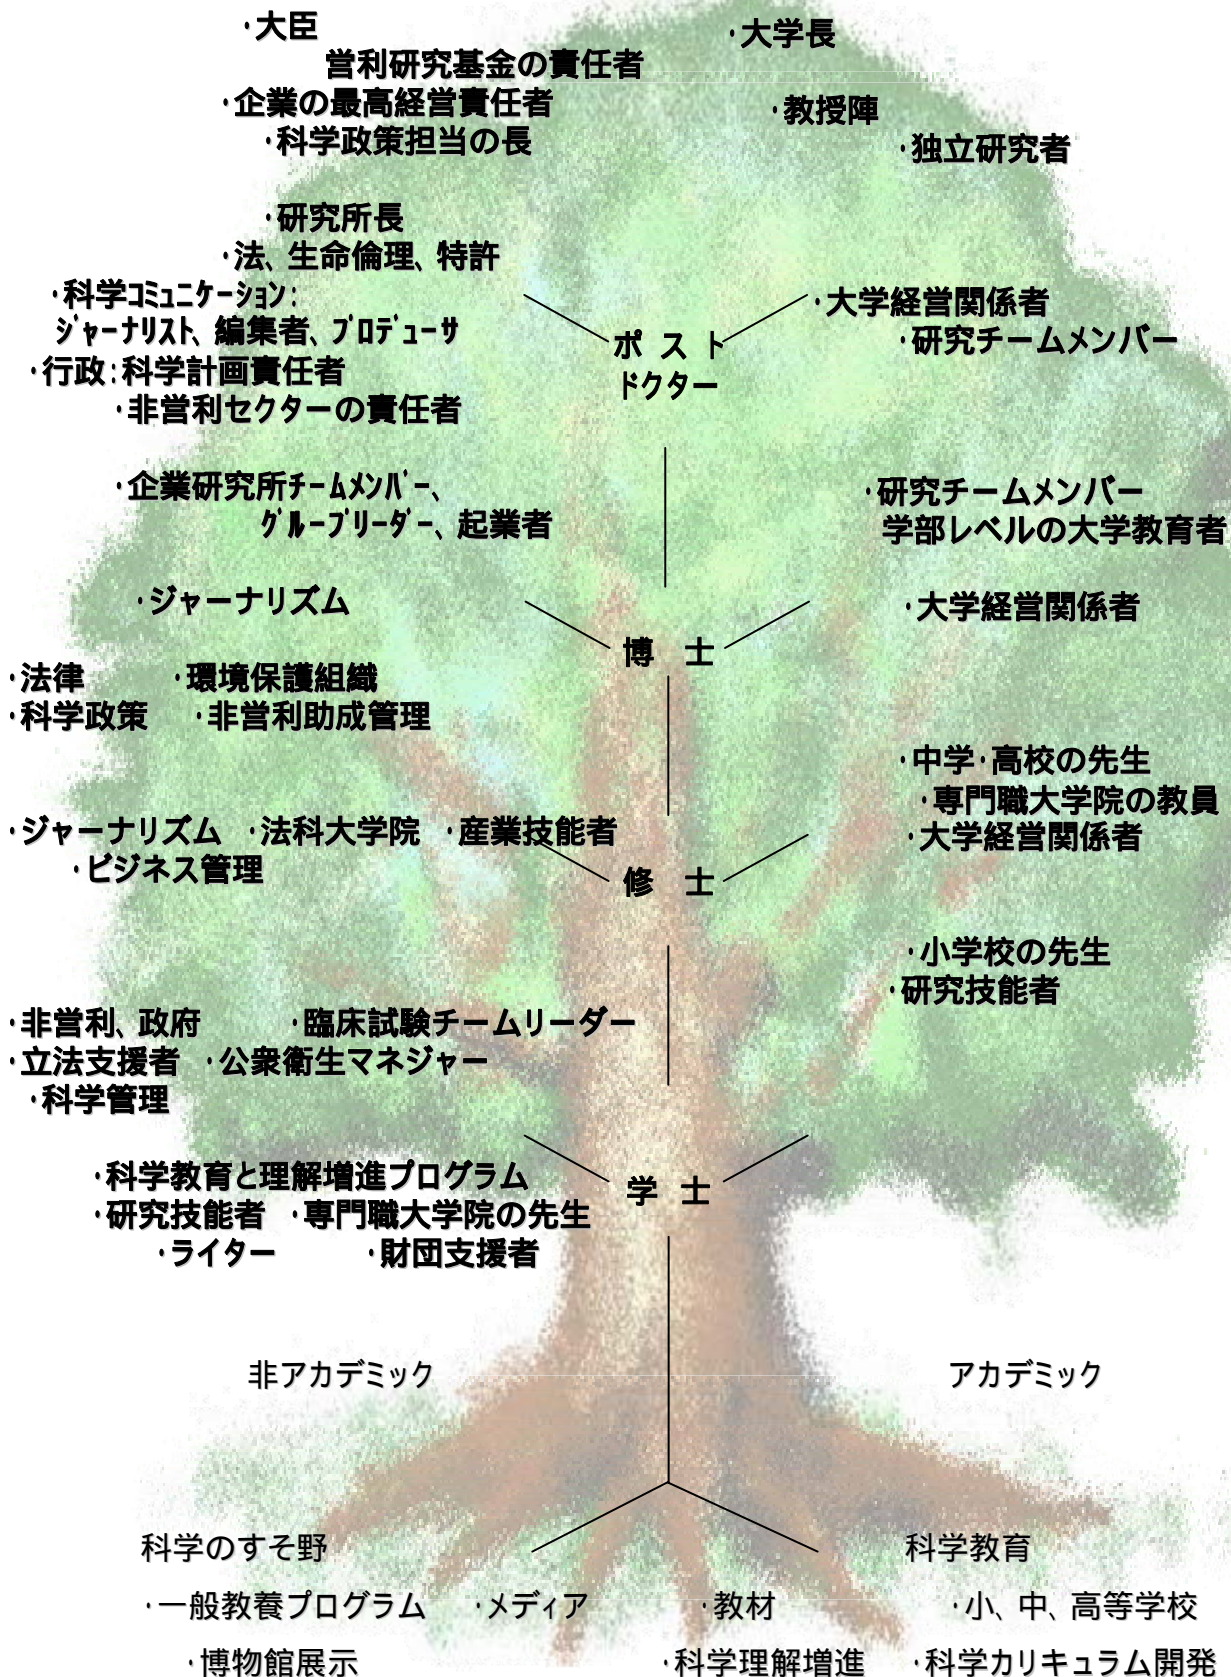 ・大臣
・大学長
営利研究基金の責任者
・企業の最高経営責任者
・教授陣
・科学政策担当の長
・独立研究者
・研究所長
・法、生命倫理、特許
・科学ｺﾐｭﾆｹｰｼｮﾝ:
ｼﾞｬｰﾅﾘｽﾄ、編集者、ﾌﾟﾛﾃﾞｭｰｻ
・行政:科学計画責任者
・非営利セクターの責任者
ポ ス ト
ドクター
・大学経営関係者
・研究チームメンバー
・企業研究所ﾁｰﾑﾒﾝﾊﾞｰ、
ｸﾞﾙｰﾌﾟﾘｰﾀﾞｰ、起業者
・研究チームメンバー
学部レベルの大学教育者
・ジャーナリズム
・大学経営関係者
博 士
・法律 ・環境保護組織
・科学政策 ・非営利助成管理
・中学・高校の先生
・専門職大学院の教員
・大学経営関係者
・ジャーナリズム ・法科大学院 ・産業技能者
・ビジネス管理
修 士
・小学校の先生
・研究技能者
・非営利、政府 ・臨床試験チームリーダー
・立法支援者 ・公衆衛生マネジャー
・科学管理
・科学教育と理解増進プログラム
・研究技能者 ・専門職大学院の先生
・ライター ・財団支援者
学 士
非アカデミック
アカデミック
科学のすそ野
科学教育
・一般教養プログラム ・メディア ・教材 ・小、中、高等学校
・博物館展示 ・科学理解増進 ・科学カリキュラム開発